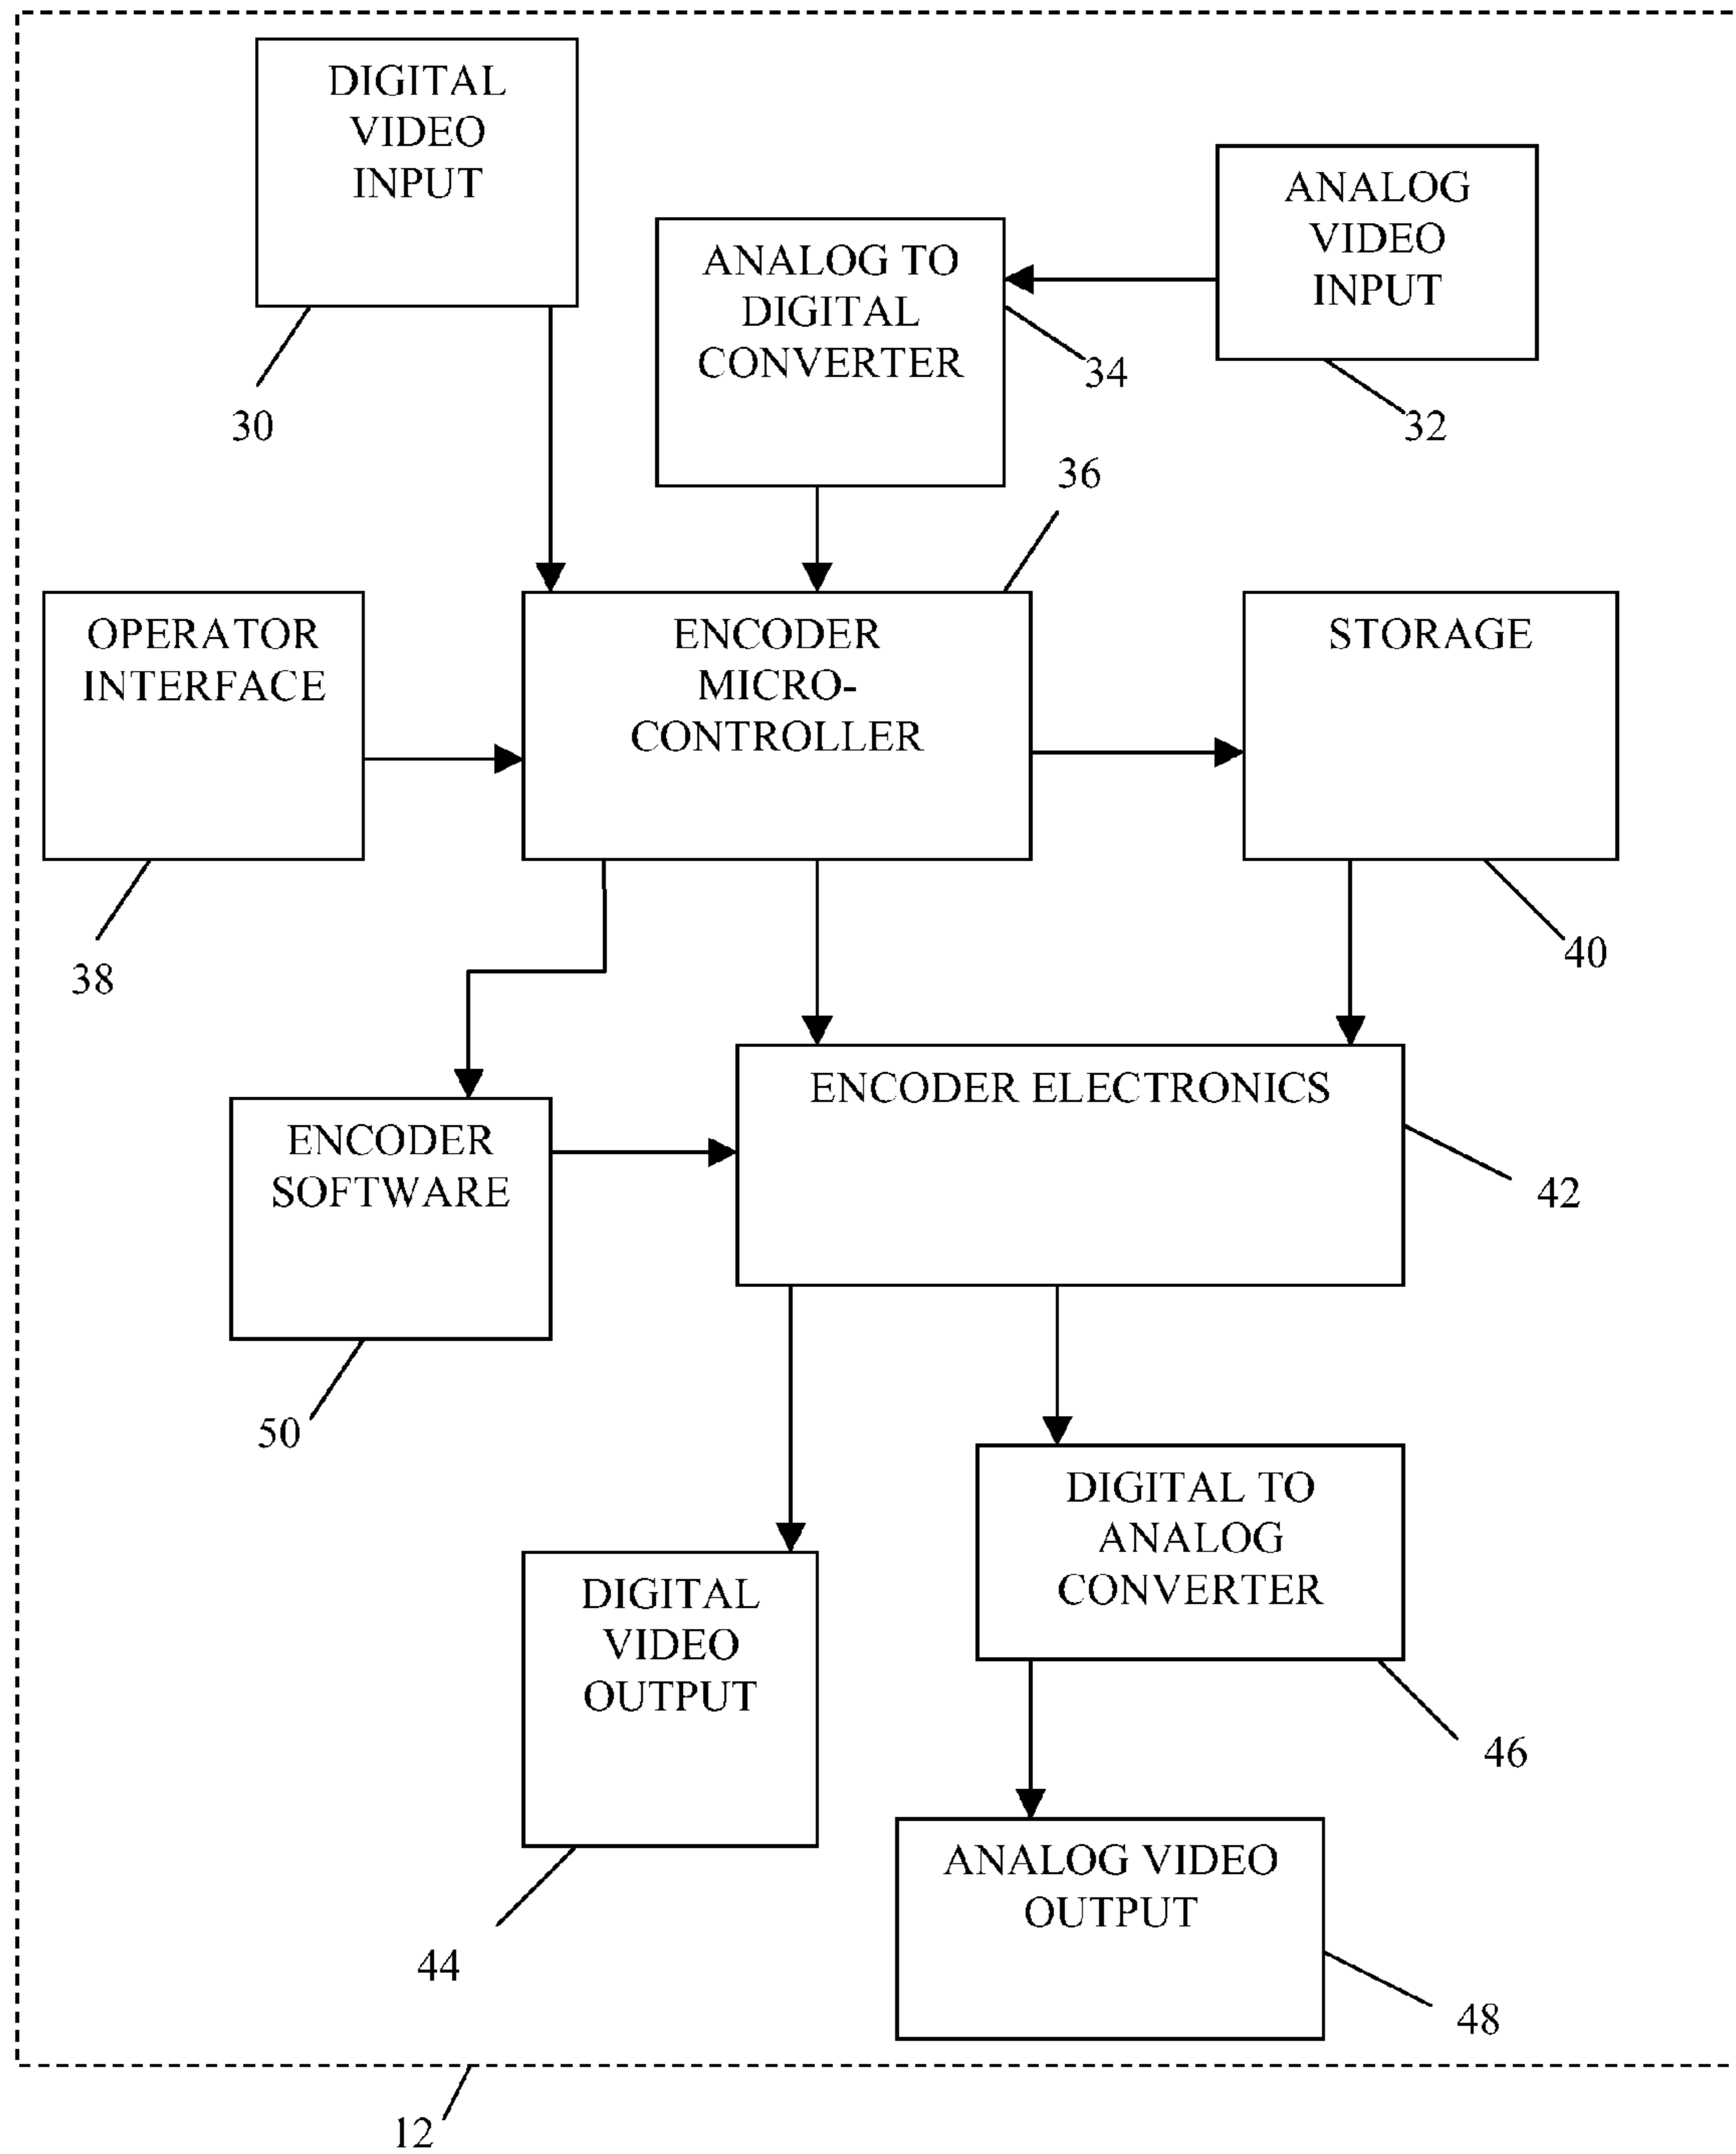 DIGITAL
VIDEO
INPUT
30
ANALOG TO
DIGITAL
CONVERTER
34
ANALOG
VIDEO
INPUT
32
36
OPERATOR
INTERFACE
38
ENCODER
MICRO-
CONTROLLER
STORAGE
40
ENCODER
SOFTWARE
50
ENCODER ELECTRONICS
42
DIGITAL
VIDEO
OUTPUT
44
DIGITAL TO
ANALOG
CONVERTER
46
ANALOG VIDEO
OUTPUT
48
12